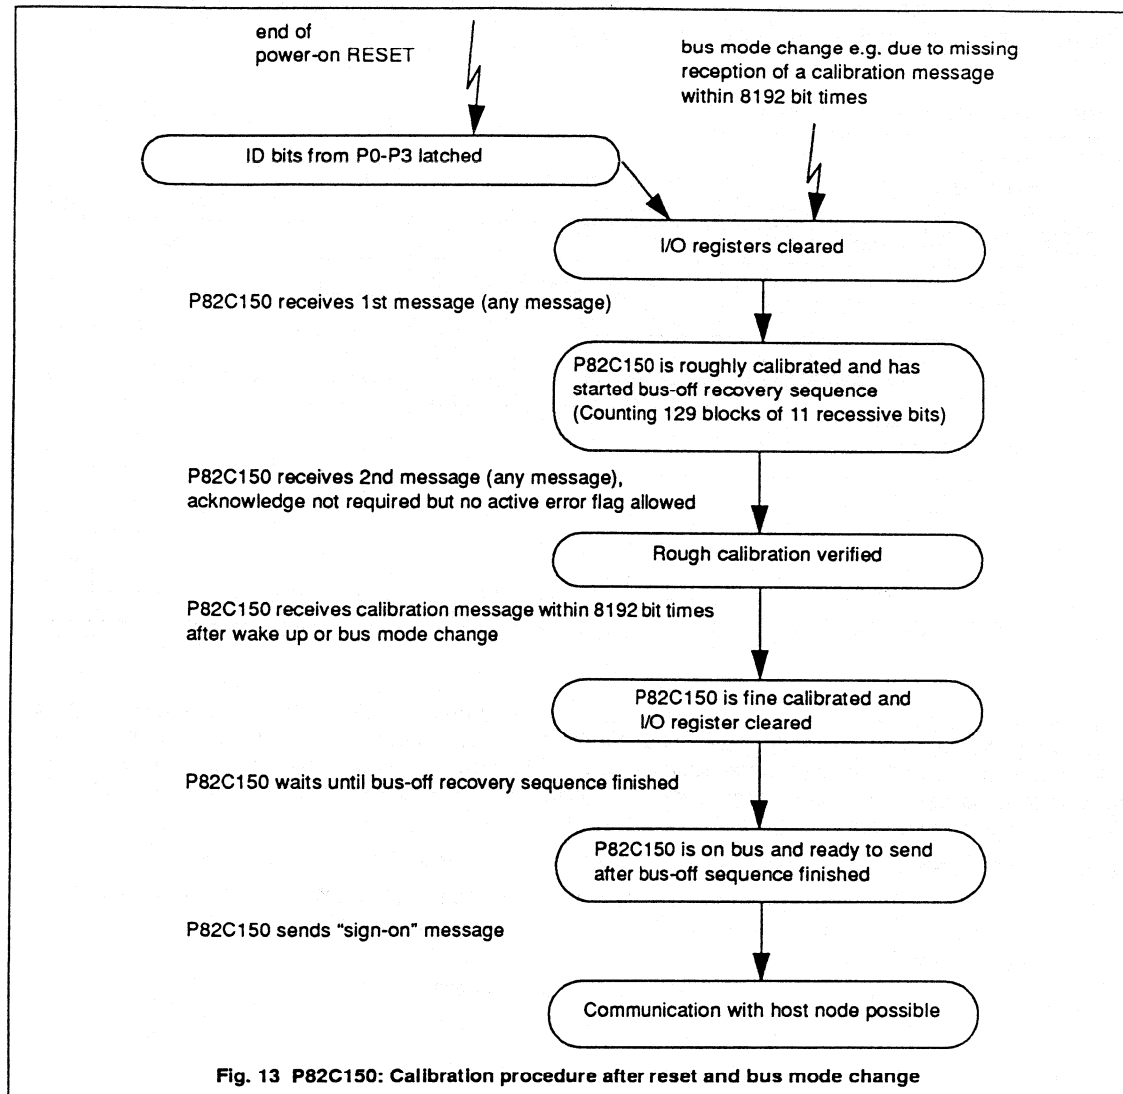 end of
power-on RESET
bus mode change e.g. due to missing
reception of a calibration message
within 8192 bit times
ID bits from P0-P3 latched
I/O registers cleared
P82C150 receives 1st message (any message)
P82C150 is roughly calibrated and has
started bus-off recovery sequence
(Counting 129 blocks of 11 recessive bits)
P82C150 receives 2nd message (any message),
acknowledge not required but no active error flag allowed
Rough calibration verified
P82C150 receives calibration message within 8192 bit times
after wake up or bus mode change
P82C150 is fine calibrated and
I/O register cleared
P82C150 waits until bus-off recovery sequence finished
P82C150 is on bus and ready to send
after bus-off sequence finished
P82C150 sends “sign-on” message
Communication with host node possible
Fig. 13 P82C150: Calibration procedure after reset and bus mode change